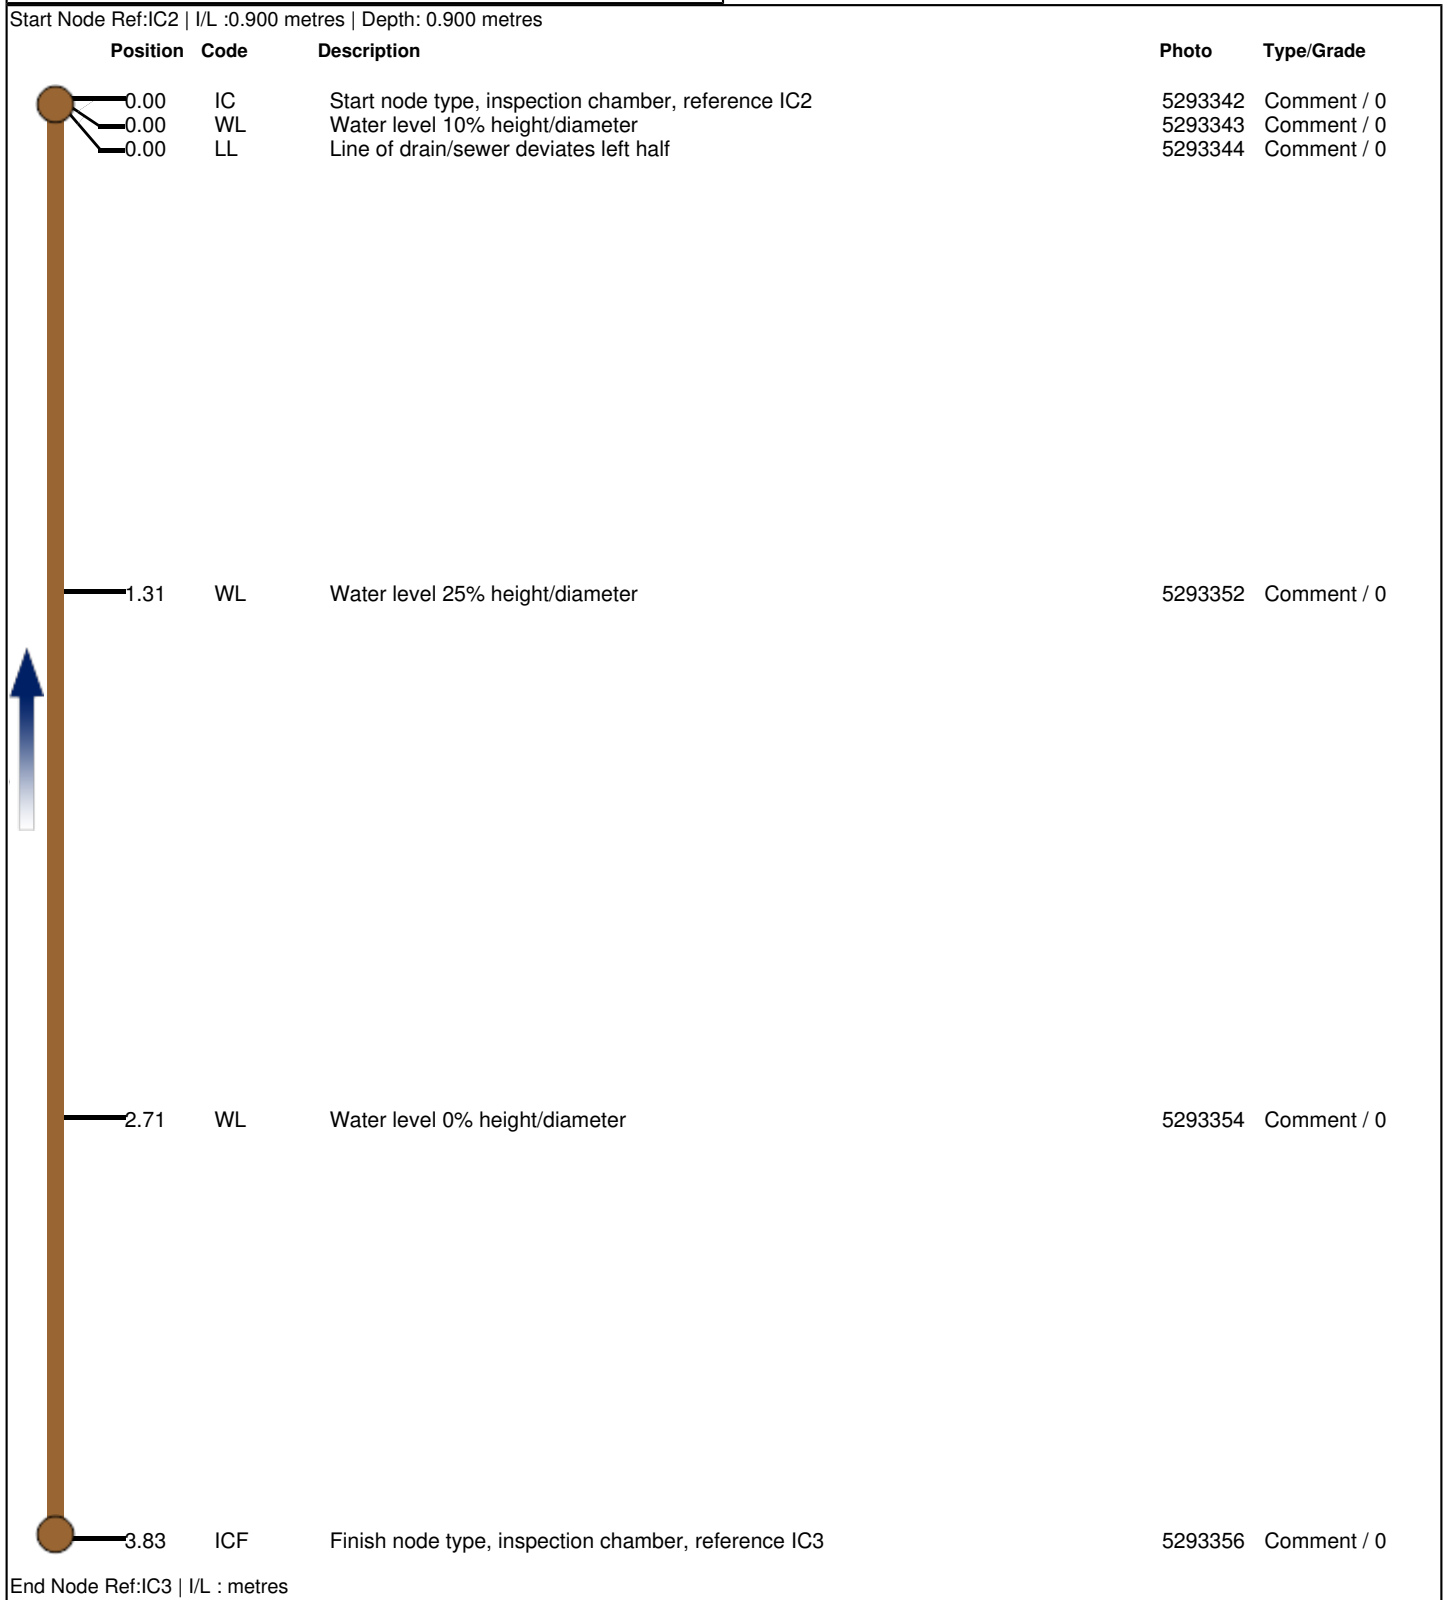 Start Node Ref:IC2 | I/L :0.900 metres | Depth: 0.900 metres
Position Code Description Photo Type/Grade
0.00 IC Start node type, inspection chamber, reference IC2 5293342 Comment / 0
0.00 WL Water level 10% height/diameter 5293343 Comment / 0
0.00 LL Line of drain/sewer deviates left half 5293344 Comment / 0
1.31 WL Water level 25% height/diameter 5293352 Comment / 0
2.71 WL Water level 0% height/diameter 5293354 Comment / 0
3.83 ICF Finish node type, inspection chamber, reference IC3 5293356 Comment / 0
End Node Ref:IC3 | I/L : metres